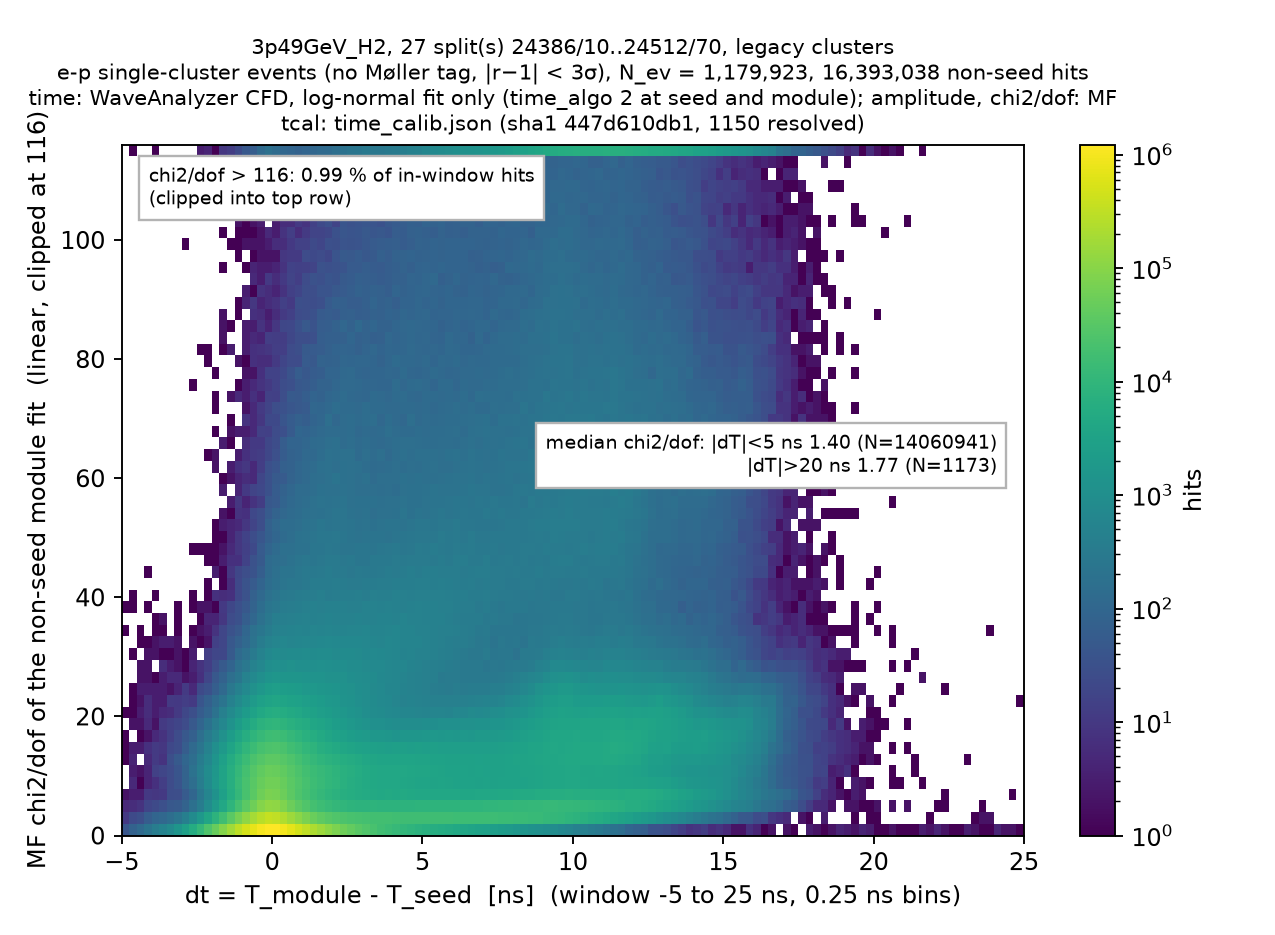 3p49GeV_H2, 27 split(s) 24386/10..24512/70, legacy clusters
e-p single-cluster events (no Møller tag, |r−1| < 3σ), N_ev = 1,179,923, 16,393,038 non-seed hits
time: WaveAnalyzer CFD, log-normal fit only (time_algo 2 at seed and module); amplitude, chi2/dof: MF
tcal: time_calib.json (sha1 447d610db1, 1150 resolved)
MF chi2/dof of the non-seed module fit (linear, clipped at 116)
100
80
60
40
20
0
chi2/dof > 116: 0.99 % of in-window hits
(clipped into top row)
median chi2/dof: |dT|<5 ns 1.40 (N=14060941)
|dT|>20 ns 1.77 (N=1173)
−5
0
5
10
15
20
25
dt = T_module - T_seed [ns] (window -5 to 25 ns, 0.25 ns bins)
10⁶
10⁵
10⁴
10³
10²
10¹
10⁰
hits